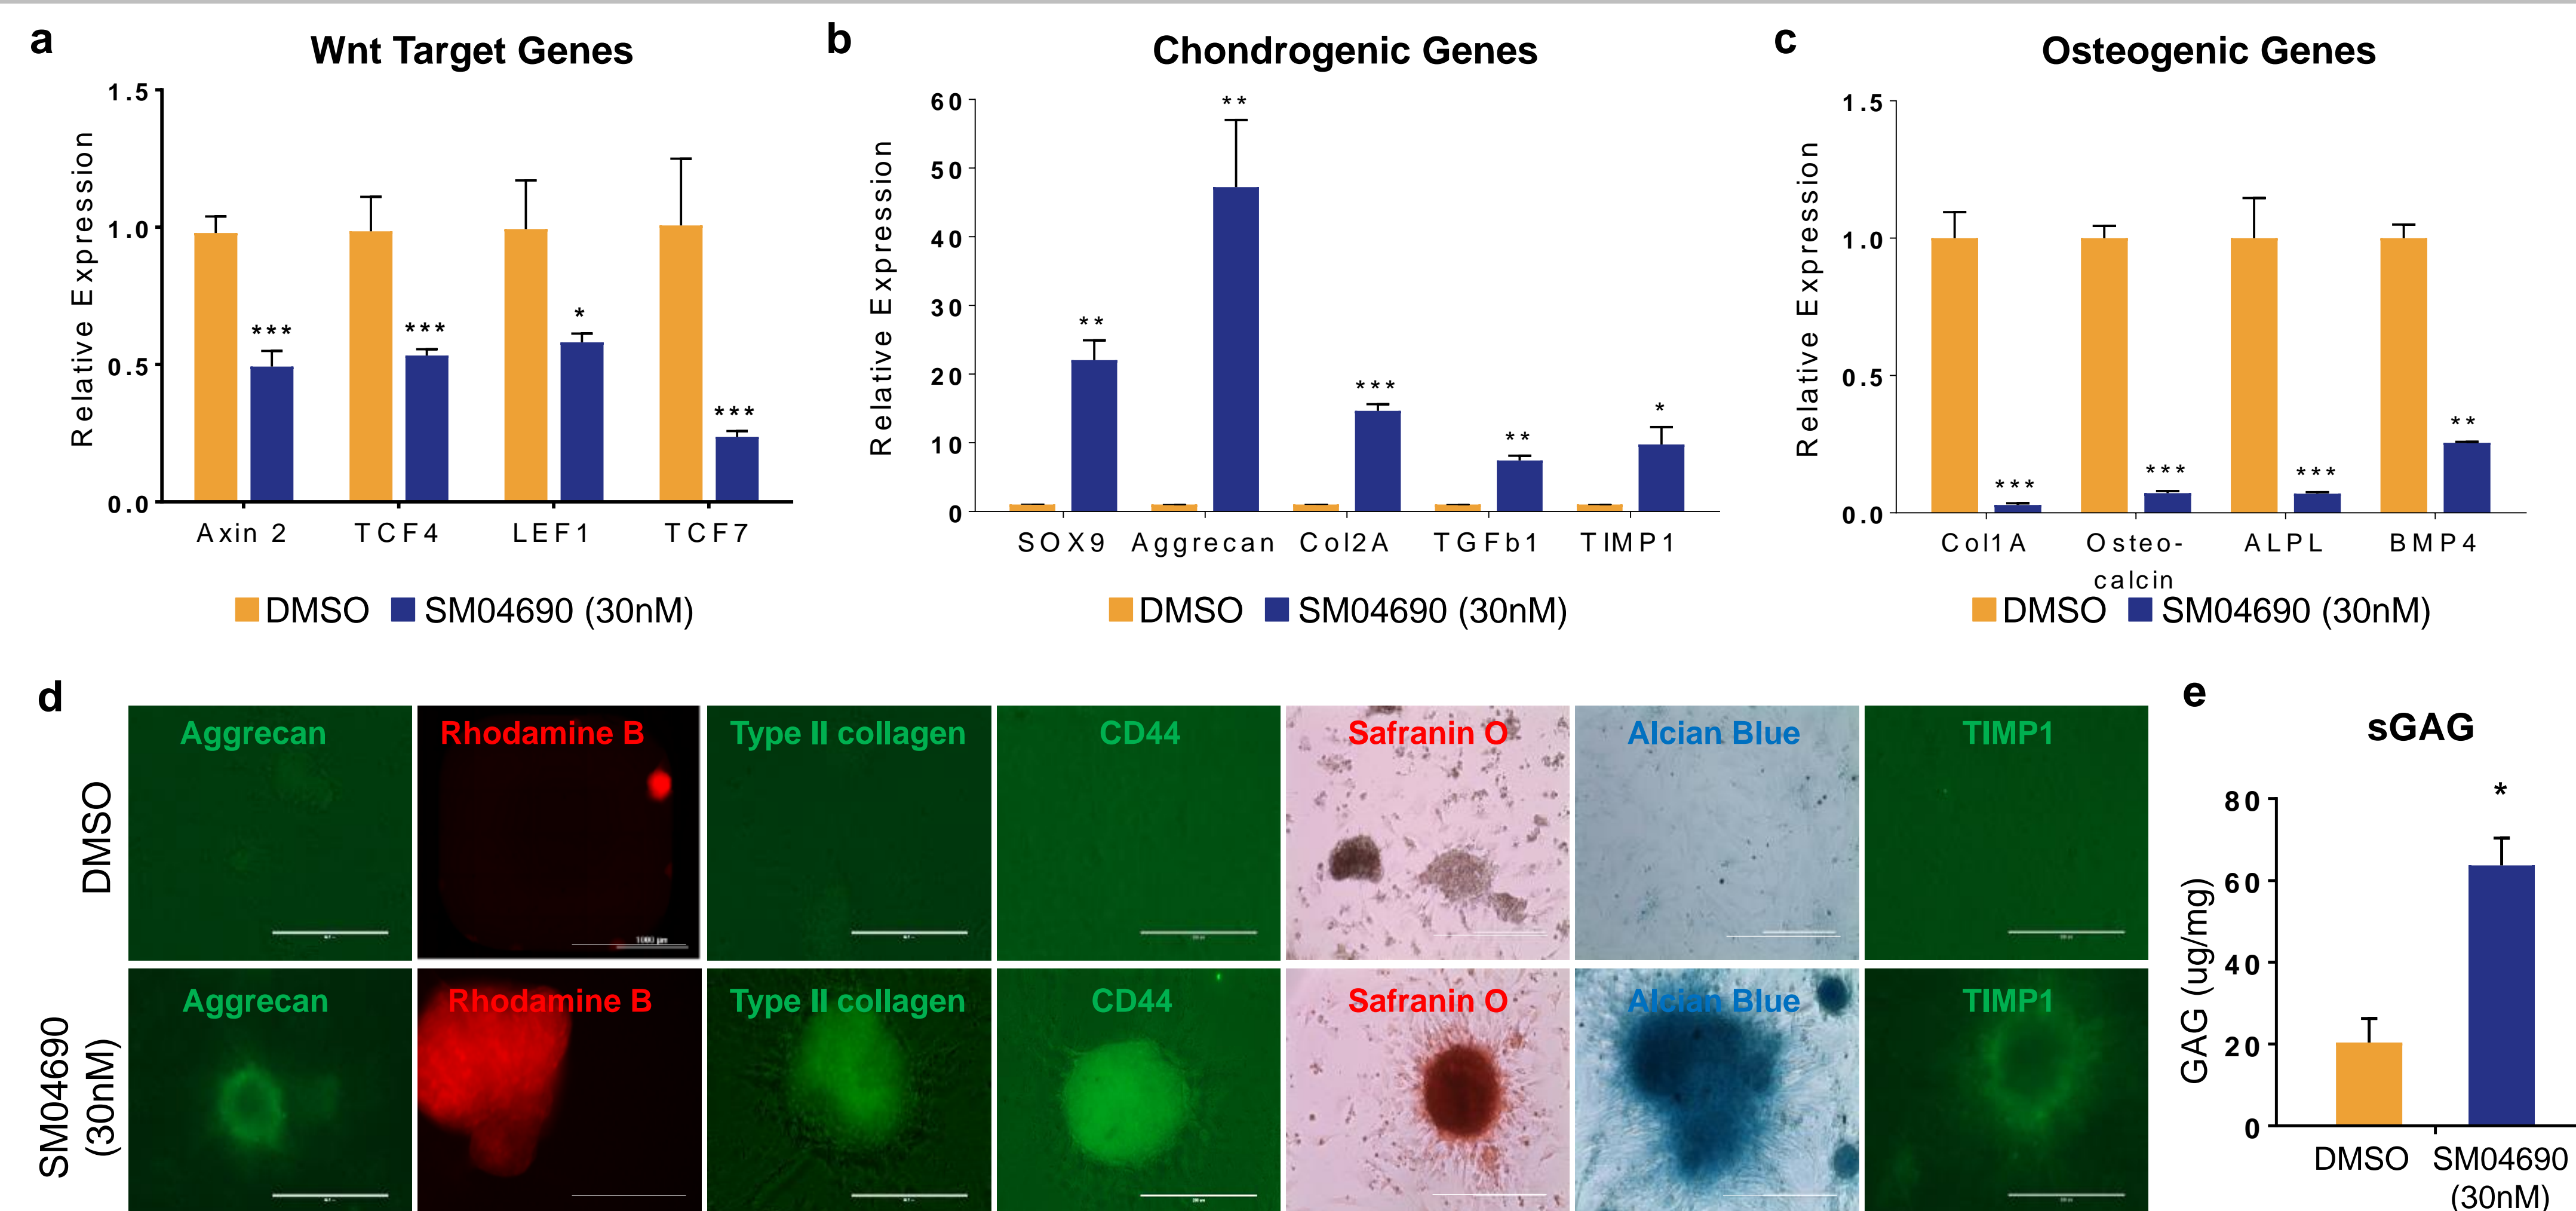 a
Wnt Target Genes
Relative Expression
1.5
1.0
0.5
0.0
***
***
*
***
Axin 2 TCF4 LEF1 TCF7
DMSO SM04690 (30nM)
b
Chondrogenic Genes
Relative Expression
60
50
40
30
20
10
0
**
**
***
**
*
SOX9 Aggrecan Col2A TGFb1 TIMP1
DMSO SM04690 (30nM)
c
Osteogenic Genes
Relative Expression
1.5
1.0
0.5
0.0
***
***
***
**
Col1A Osteo- ALPL BMP4
calcin
DMSO SM04690 (30nM)
d
DMSO
Aggrecan Rhodamine B Type II collagen CD44 Safranin O Alcian Blue TIMP1
1000 µm
SM04690
(30nM)
Aggrecan Rhodamine B Type II collagen CD44 Safranin O Alcian Blue TIMP1
e
sGAG
GAG (ug/mg)
80
60
40
20
0
*
DMSO SM04690
(30nM)